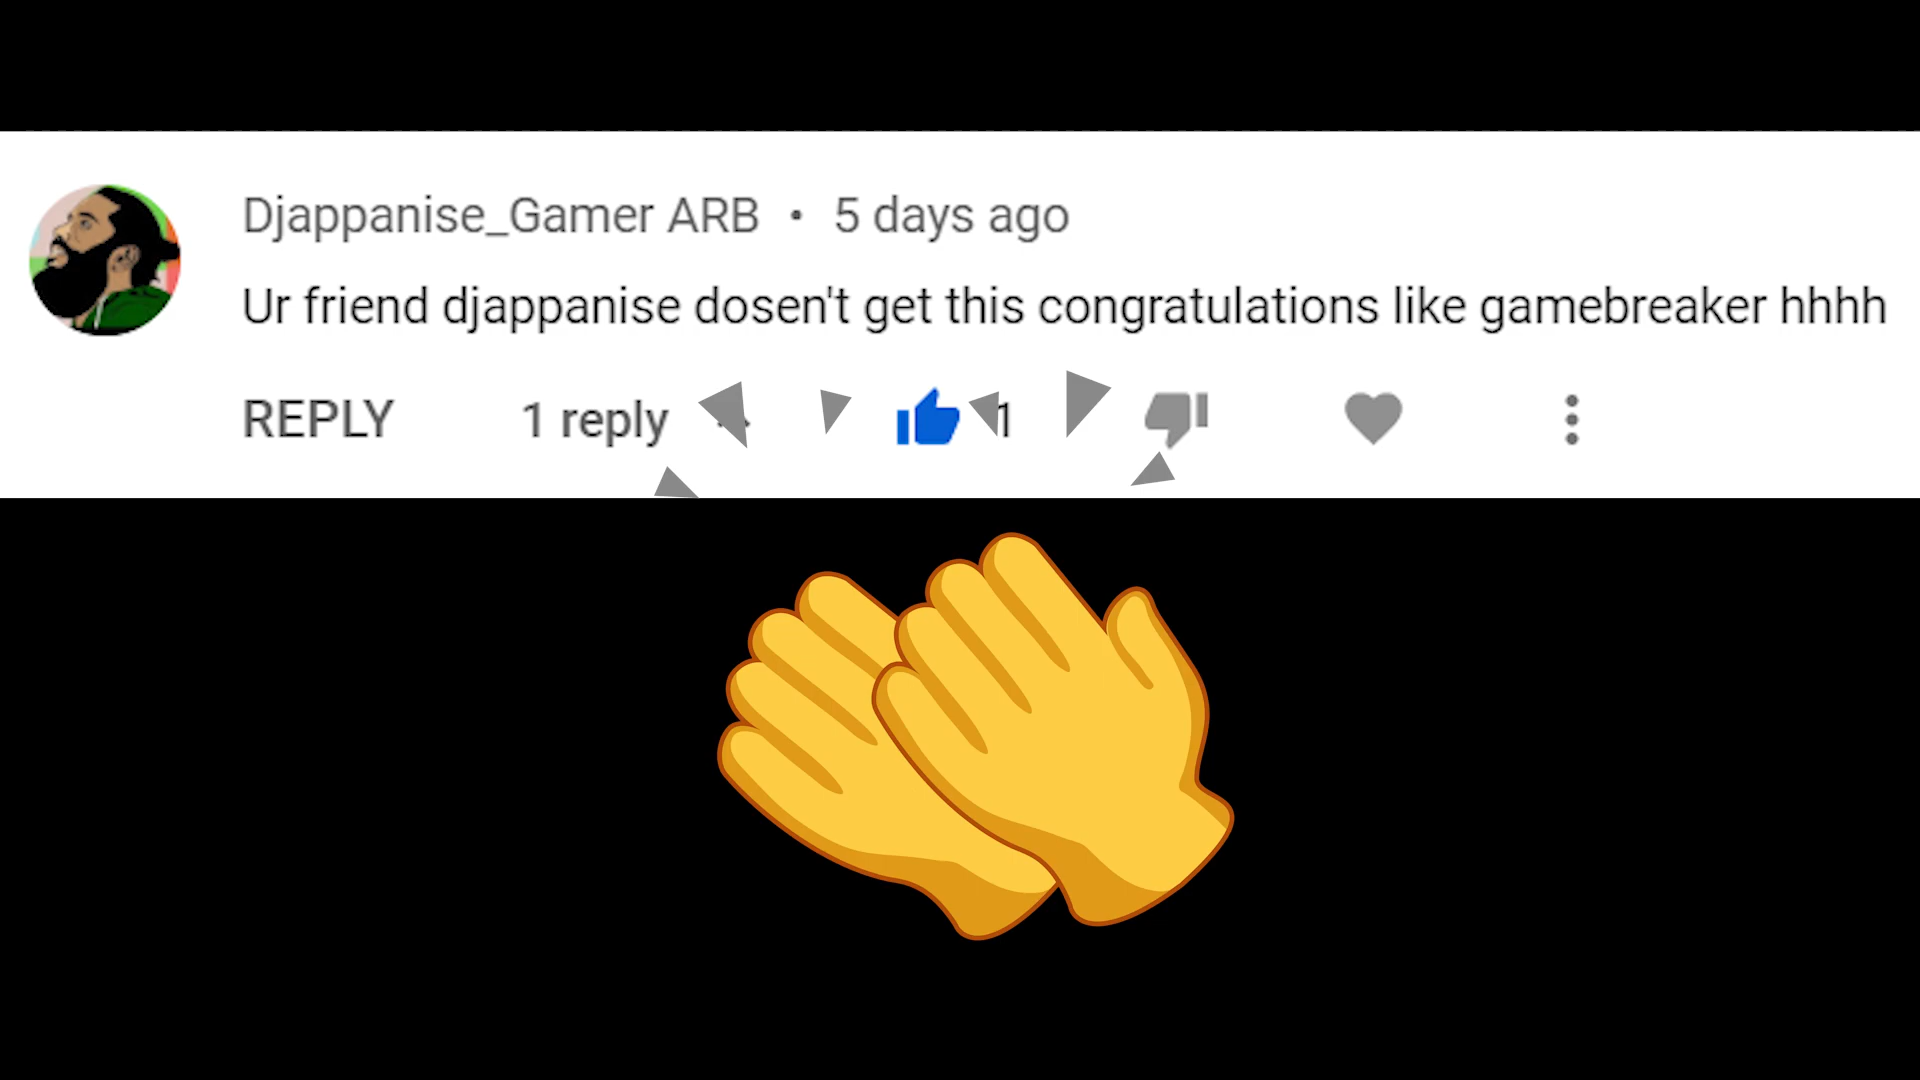 Djappanise_Gamer ARB • 5 days ago
Ur friend djappanise dosen't get this congratulations like gamebreaker hhhh
REPLY 1 reply 1